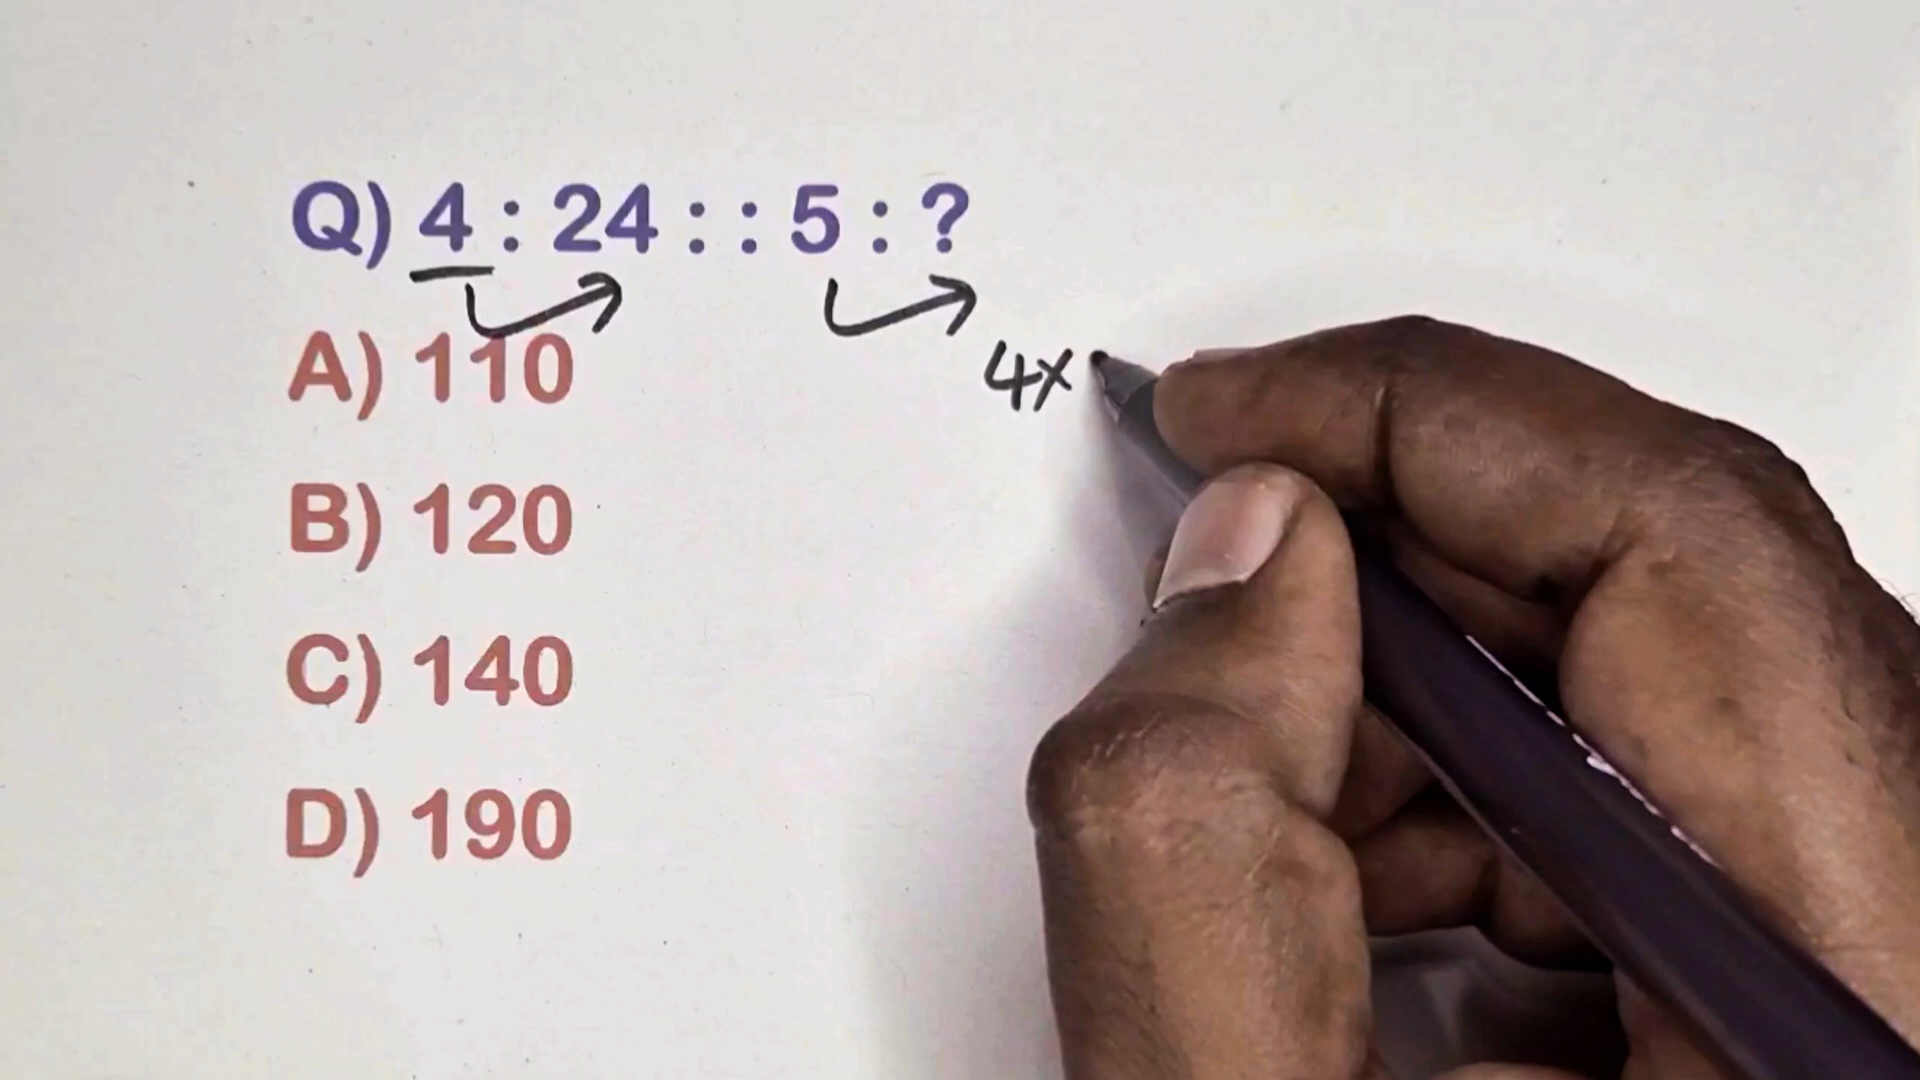 Q) 4 : 24 : : 5 : ?
A) 110
4x
B) 120
C) 140
D) 190